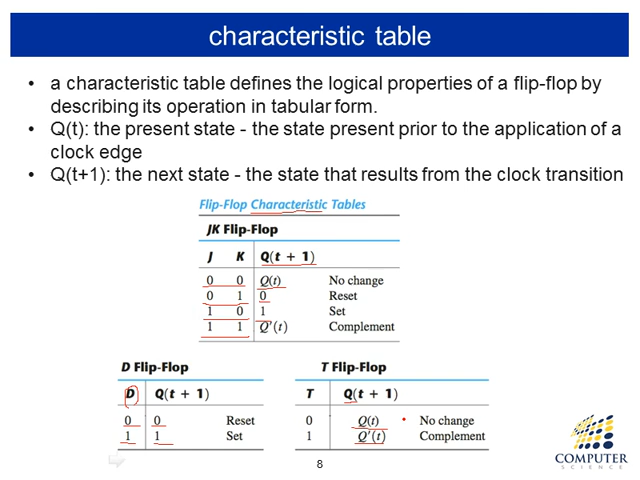 characteristic table
• a characteristic table defines the logical properties of a flip-flop by
describing its operation in tabular form.
• Q(t): the present state - the state present prior to the application of a
clock edge
• Q(t+1): the next state - the state that results from the clock transition
Flip-Flop Characteristic Tables
JK Flip-Flop
J K Q(t + 1)
0 0 Q(t) No change
0 1 0 Reset
1 0 1 Set
1 1 Q′(t) Complement
D Flip-Flop
D Q(t + 1)
0 0 Reset
1 1 Set
T Flip-Flop
T Q(t + 1)
0 Q(t) No change
1 Q′(t) Complement
8
COMPUTER
SCIENCE